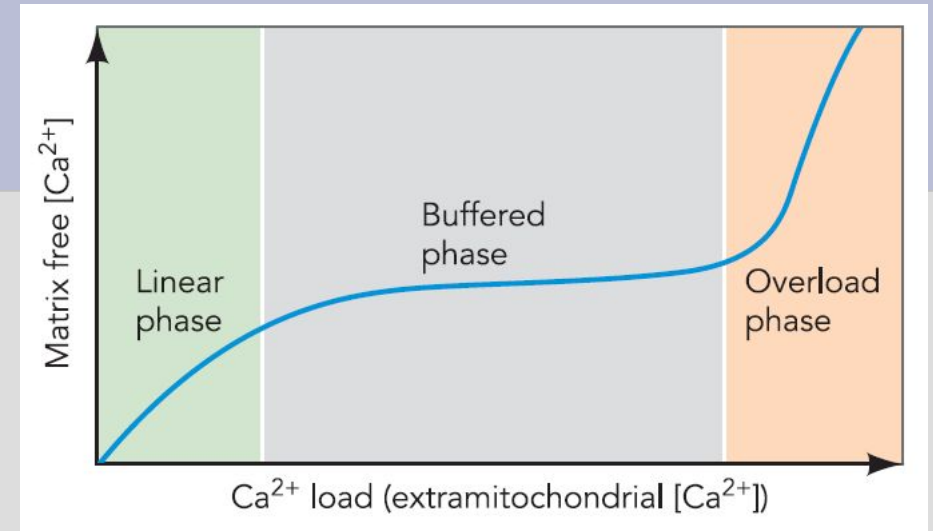 Matrix free [Ca²⁺]
Linear
phase
Buffered
phase
Overload
phase
Ca²⁺ load (extramitochondrial [Ca²⁺])